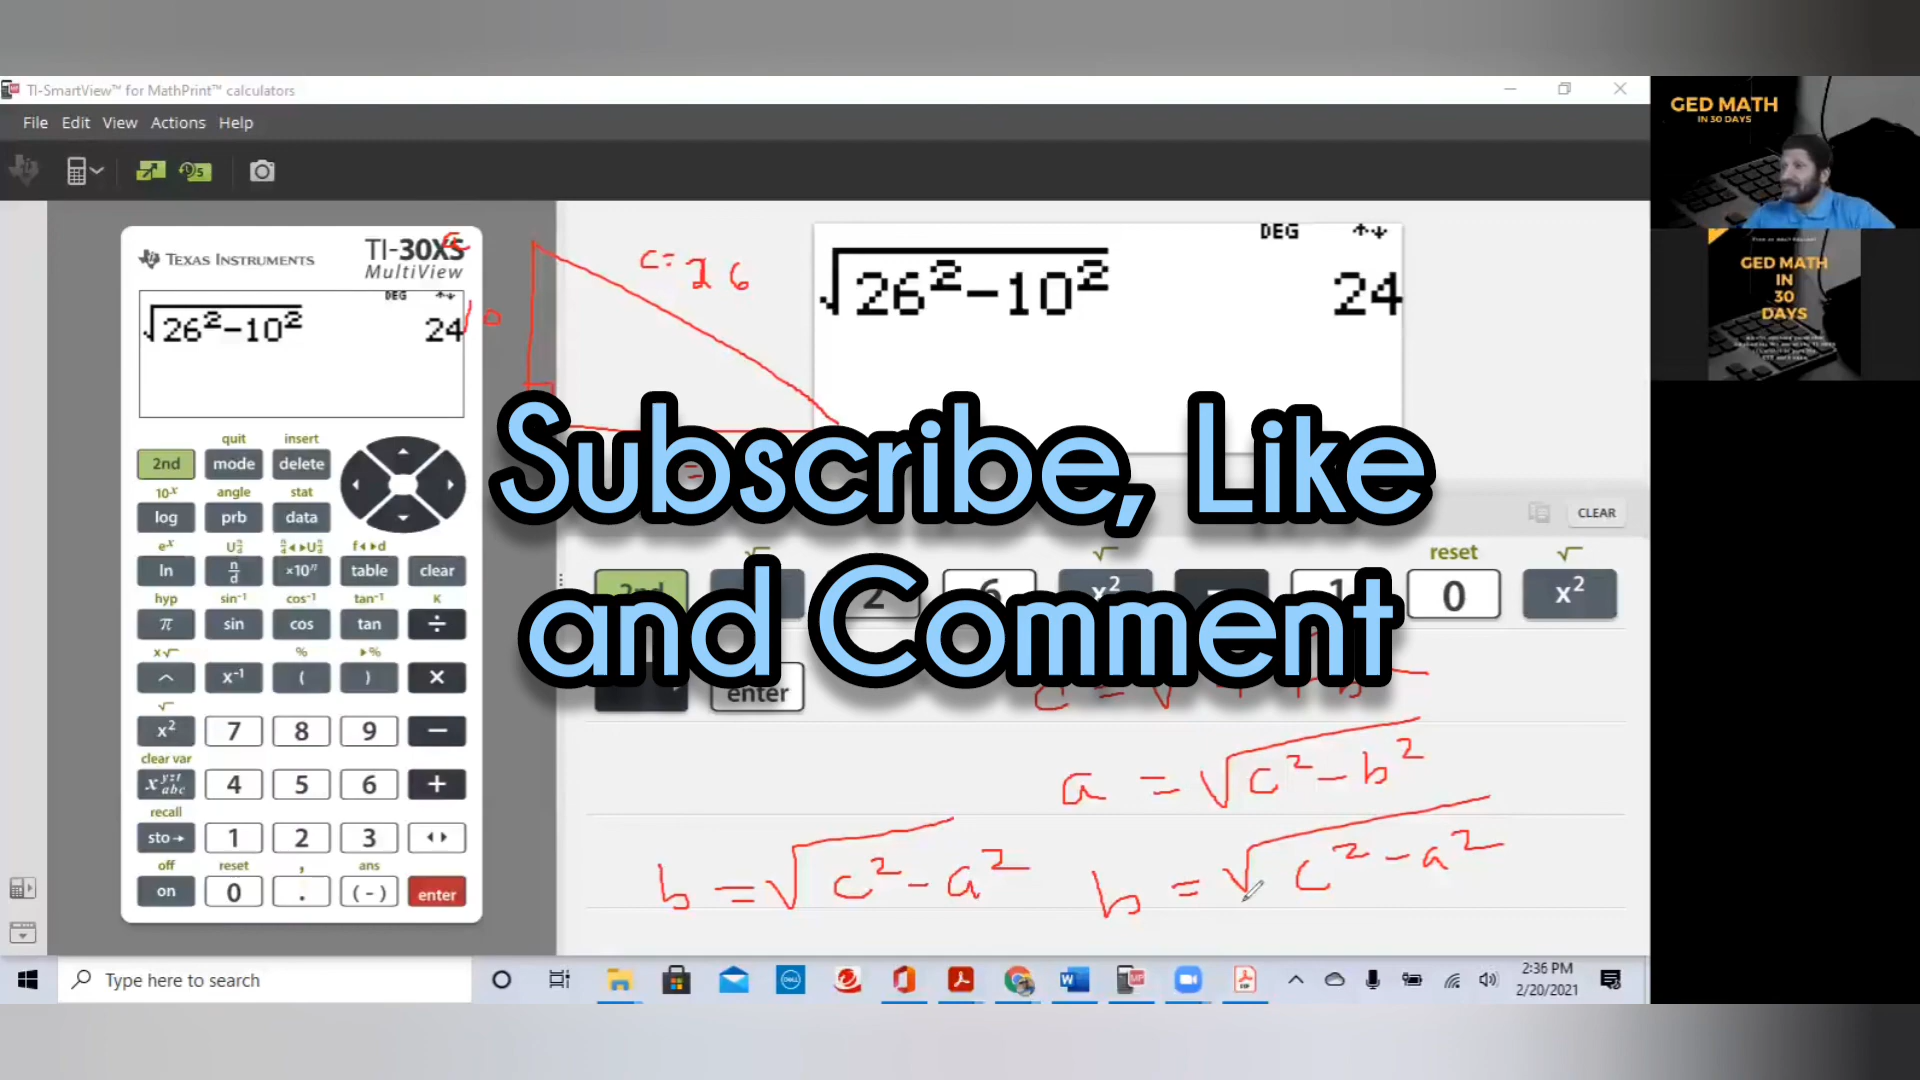 TI-SmartView™ for MathPrint™ calculators
File Edit View Actions Help
TEXAS INSTRUMENTS
TI-30XS
MultiView
DEG
√26²−10² 24
quit insert
2nd mode delete
10ˣ angle stat
log prb data
ln n/d ×10ⁿ table clear
hyp sin⁻¹ cos⁻¹ tan⁻¹ K
π sin cos tan ÷
x√ % ▸%
^ x⁻¹ ( ) ×
√
x² 7 8 9 −
clear var
x yzt abc 4 5 6 +
recall
sto→ 1 2 3
off reset , ans
on 0 . (-) enter
a
10
c = 26
DEG
√26²−10² 24
Subscribe, Like
and Comment
CLEAR
reset
0 x²
enter
a = √c² − b²
b = √c² − a²
b = √c² − a²
GED MATH
IN 30 DAYS
GED MATH
IN
30
DAYS
Type here to search
2:36 PM
2/20/2021